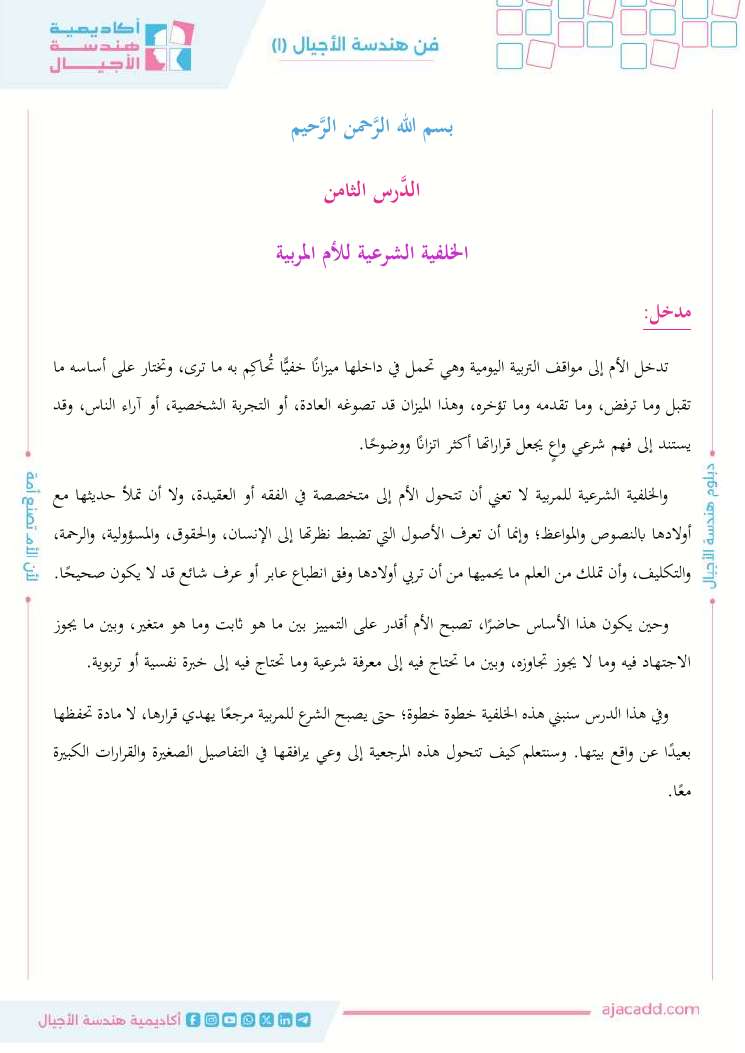 أكاديمية
هندسة
الأجيال
فن هندسة الأجيال (١)
بسم الله الرَّحمن الرَّحيم
الدَّرس الثامن
الخلفية الشرعية للأم المربية
مدخل:
تدخل الأم إلى مواقف التربية اليومية وهي تحمل في داخلها ميزانًا خفيًّا تُحاكِم به ما ترى، وتختار على أساسه ما
تقبل وما ترفض، وما تقدمه وما تؤخره، وهذا الميزان قد تصوغه العادة، أو التجربة الشخصية، أو آراء الناس، وقد
يستند إلى فهم شرعي واعٍ يجعل قراراتها أكثر اتزانًا ووضوحًا.
والخلفية الشرعية للمربية لا تعني أن تتحول الأم إلى متخصصة في الفقه أو العقيدة، ولا أن تملأ حديثها مع
أولادها بالنصوص والمواعظ؛ وإنما أن تعرف الأصول التي تضبط نظرتها إلى الإنسان، والحقوق، والمسؤولية، والرحمة،
والتكليف، وأن تملك من العلم ما يحميها من أن تربي أولادها وفق انطباع عابر أو عرف شائع قد لا يكون صحيحًا.
وحين يكون هذا الأساس حاضرًا، تصبح الأم أقدر على التمييز بين ما هو ثابت وما هو متغير، وبين ما يجوز
الاجتهاد فيه وما لا يجوز تجاوزه، وبين ما تحتاج فيه إلى معرفة شرعية وما تحتاج فيه إلى خبرة نفسية أو تربوية.
وفي هذا الدرس سنبني هذه الخلفية خطوة خطوة؛ حتى يصبح الشرع للمربية مرجعًا يهدي قرارها، لا مادة تحفظها
بعيدًا عن واقع بيتها. وسنتعلم كيف تتحول هذه المرجعية إلى وعي يرافقها في التفاصيل الصغيرة والقرارات الكبيرة
معًا.
دبلوم هندسة الأجيال
لأن الأم تصنع أمة
أكاديمية هندسة الأجيال
ajacadd.com